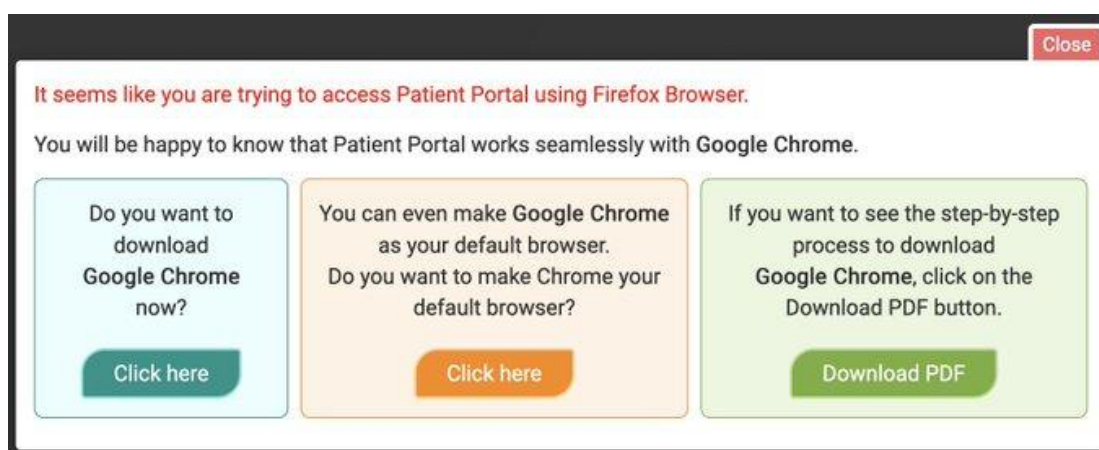 Close
It seems like you are trying to access Patient Portal using Firefox Browser.
You will be happy to know that Patient Portal works seamlessly with Google Chrome.
Do you want to
download
Google Chrome
now?
Click here
You can even make Google Chrome
as your default browser.
Do you want to make Chrome your
default browser?
Click here
If you want to see the step-by-step
process to download
Google Chrome, click on the
Download PDF button.
Download PDF